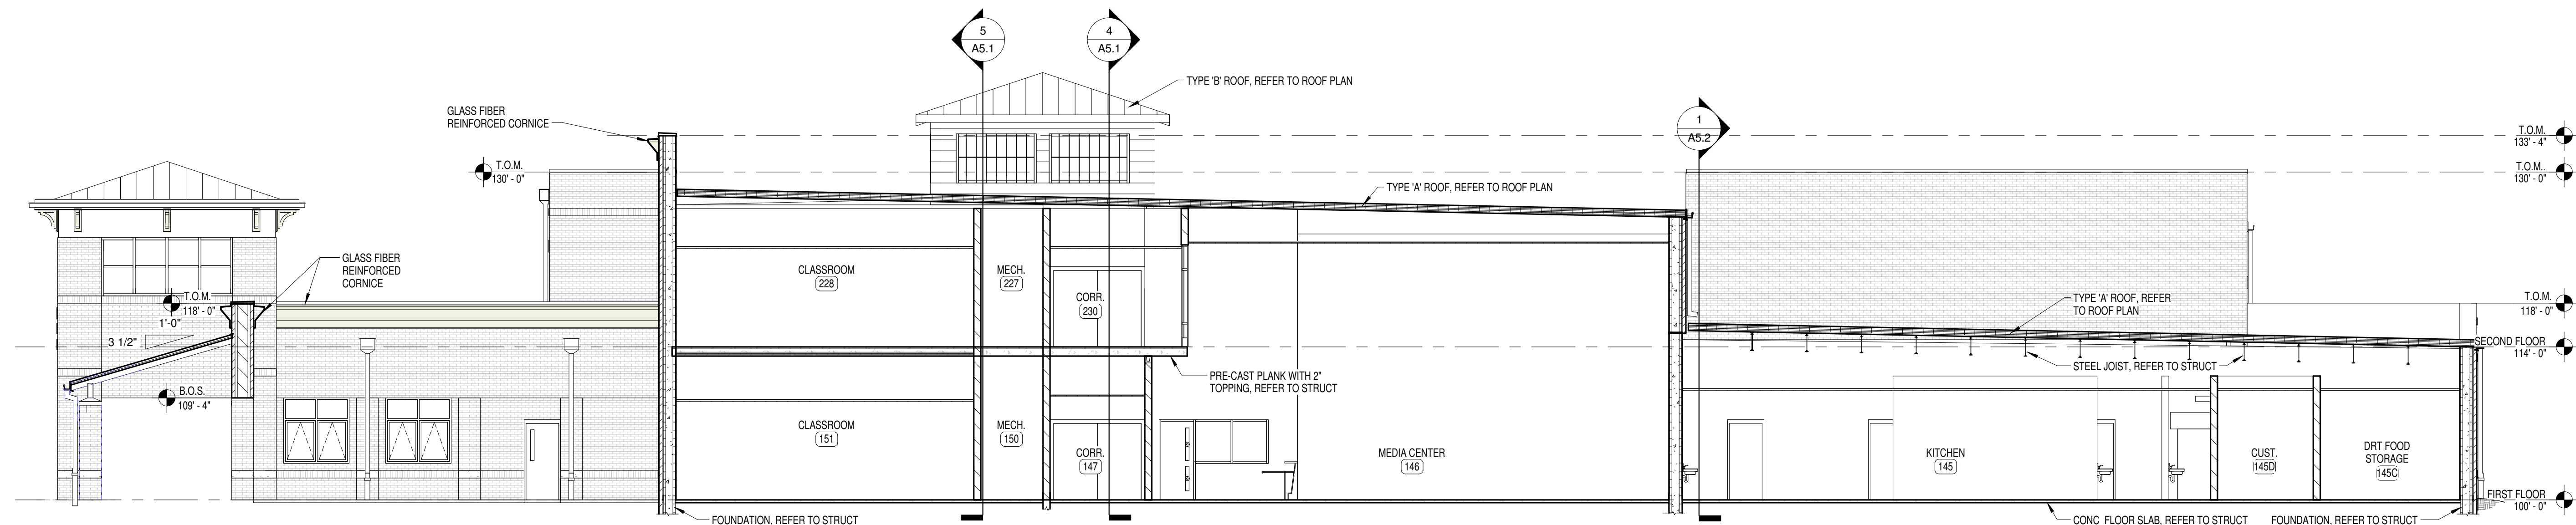 5
A5.1
4
A5.1
TYPE 'B' ROOF, REFER TO ROOF PLAN
GLASS FIBER
REINFORCED CORNICE
1
A5.2
T.O.M.
133' - 4"
T.O.M.
130' - 0"
T.O.M..
130' - 0"
TYPE 'A' ROOF, REFER TO ROOF PLAN
GLASS FIBER
REINFORCED
CORNICE
CLASSROOM
228
MECH.
227
CORR.
230
T.O.M.
118' - 0"
1'-0"
3 1/2"
TYPE 'A' ROOF, REFER
TO ROOF PLAN
T.O.M.
118' - 0"
SECOND FLOOR
114' - 0"
STEEL JOIST, REFER TO STRUCT
PRE-CAST PLANK WITH 2"
TOPPING, REFER TO STRUCT
B.O.S.
109' - 4"
CLASSROOM
151
MECH.
150
CORR.
147
MEDIA CENTER
146
KITCHEN
145
CUST.
145D
DRT FOOD
STORAGE
145C
FIRST FLOOR
100' - 0"
FOUNDATION, REFER TO STRUCT
CONC FLOOR SLAB, REFER TO STRUCT
FOUNDATION, REFER TO STRUCT